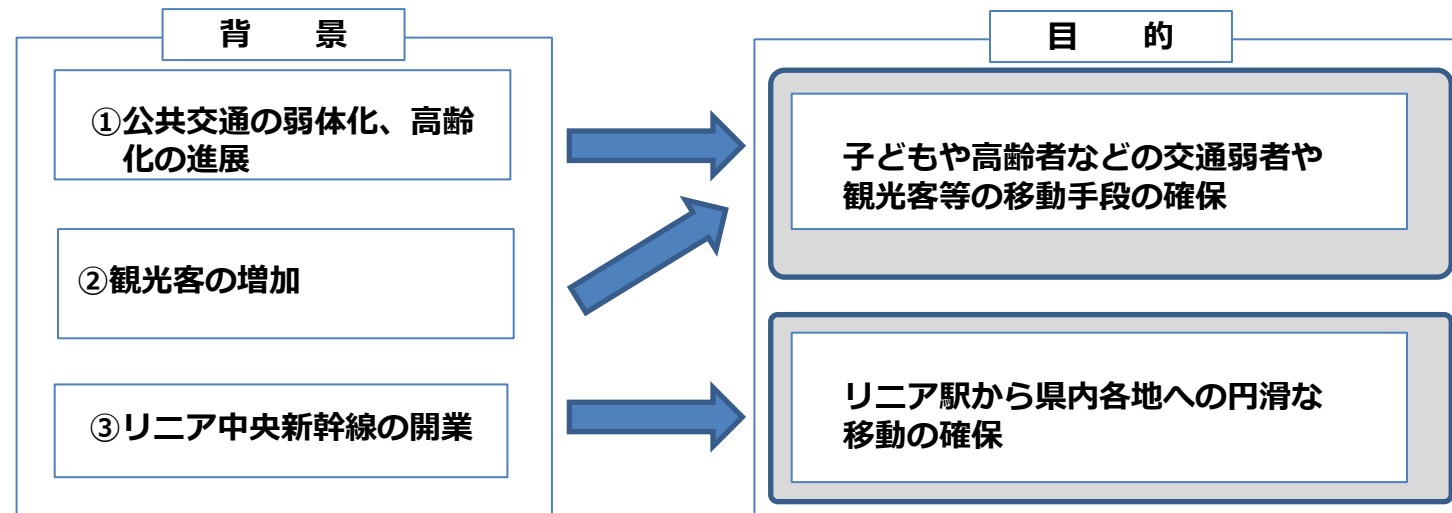 背　景
①公共交通の弱体化、高齢
化の進展
②観光客の増加
③リニア中央新幹線の開業
目　的
子どもや高齢者などの交通弱者や
観光客等の移動手段の確保
リニア駅から県内各地への円滑な
移動の確保